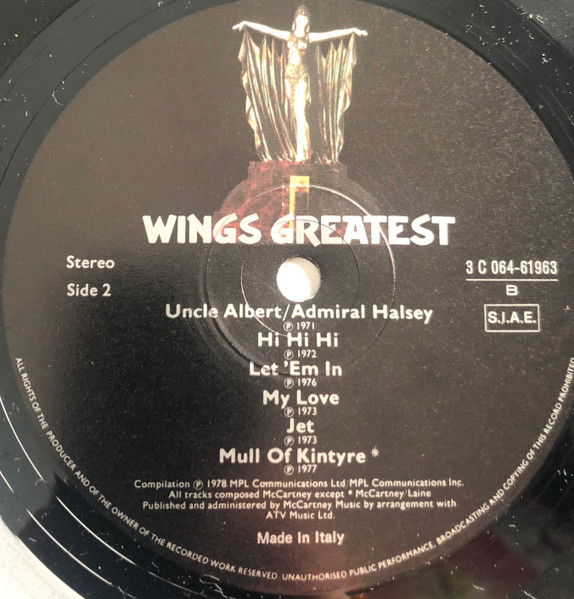 WINGS GREATEST
Stereo
Side 2
3 C 064-61963
B
S.I.A.E.
Uncle Albert/Admiral Halsey
℗ 1971
Hi Hi Hi
℗ 1972
Let 'Em In
℗ 1976
My Love
℗ 1973
Jet
℗ 1973
Mull Of Kintyre *
℗ 1977
Compilation ℗ 1978 MPL Communications Ltd/MPL Communications Inc.
All tracks composed McCartney except * McCartney/Laine
Published and administered by McCartney Music by arrangement with
ATV Music Ltd.
Made in Italy
ALL RIGHTS OF THE PRODUCER AND OF THE OWNER OF THE RECORDED WORK RESERVED. UNAUTHORISED PUBLIC PERFORMANCE, BROADCASTING AND COPYING OF THIS RECORD PROHIBITED